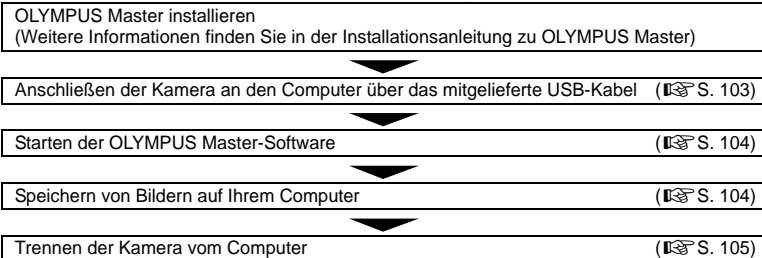 OLYMPUS Master installieren
(Weitere Informationen finden Sie in der Installationsanleitung zu OLYMPUS Master)
Anschließen der Kamera an den Computer über das mitgelieferte USB-Kabel (☞ S. 103)
Starten der OLYMPUS Master-Software (☞ S. 104)
Speichern von Bildern auf Ihrem Computer (☞ S. 104)
Trennen der Kamera vom Computer (☞ S. 105)